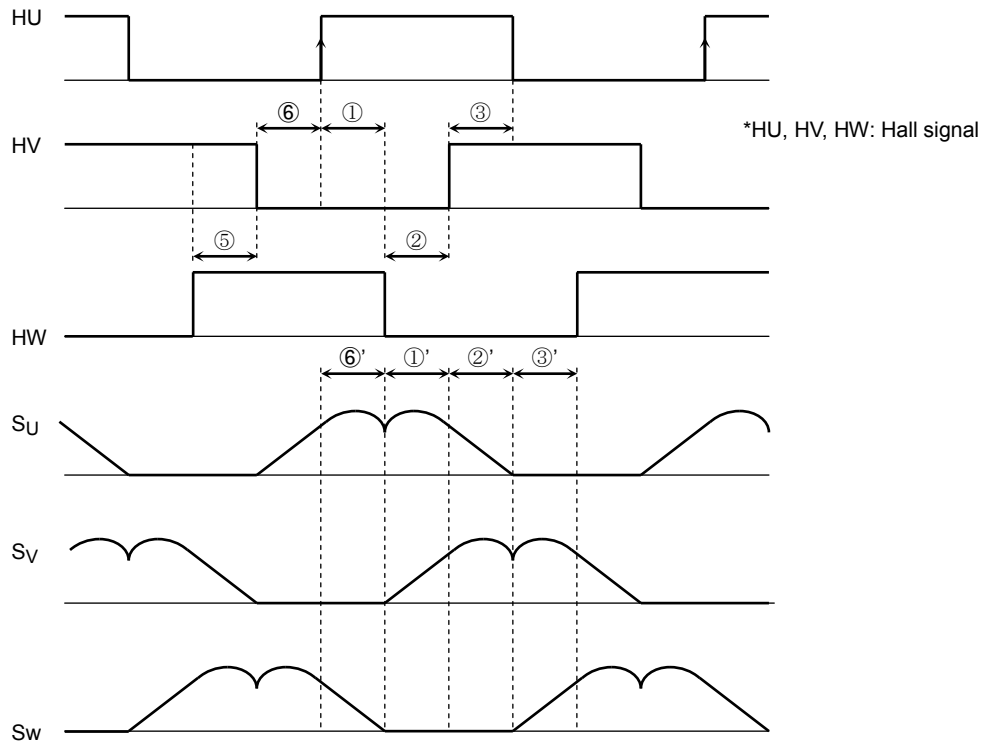 HU
⑥ ① ③
*HU, HV, HW: Hall signal
HV
⑤ ②
HW
⑥’ ①’ ②’ ③’
SU
SV
Sw